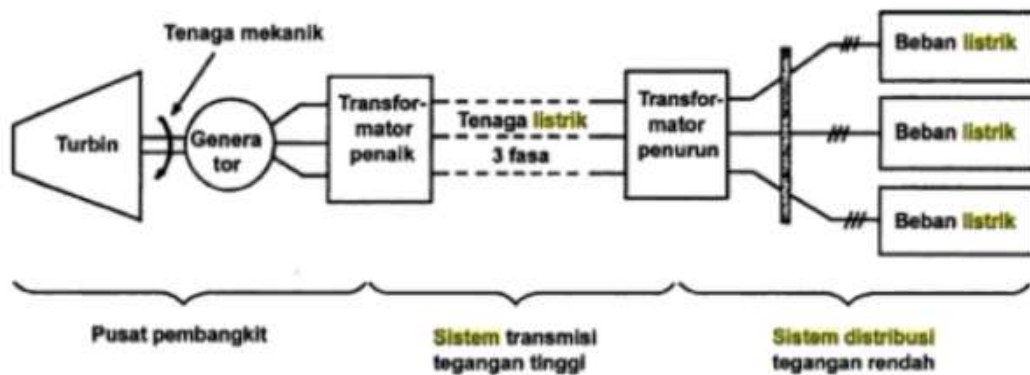 Tenaga mekanik
Turbin
Genera
tor
Transfor-
mator
penaik
Tenaga listrik
3 fasa
Transfor-
mator
penurun
Beban listrik
Beban listrik
Beban listrik
Pusat pembangkit
Sistem transmisi
tegangan tinggi
Sistem distribusi
tegangan rendah